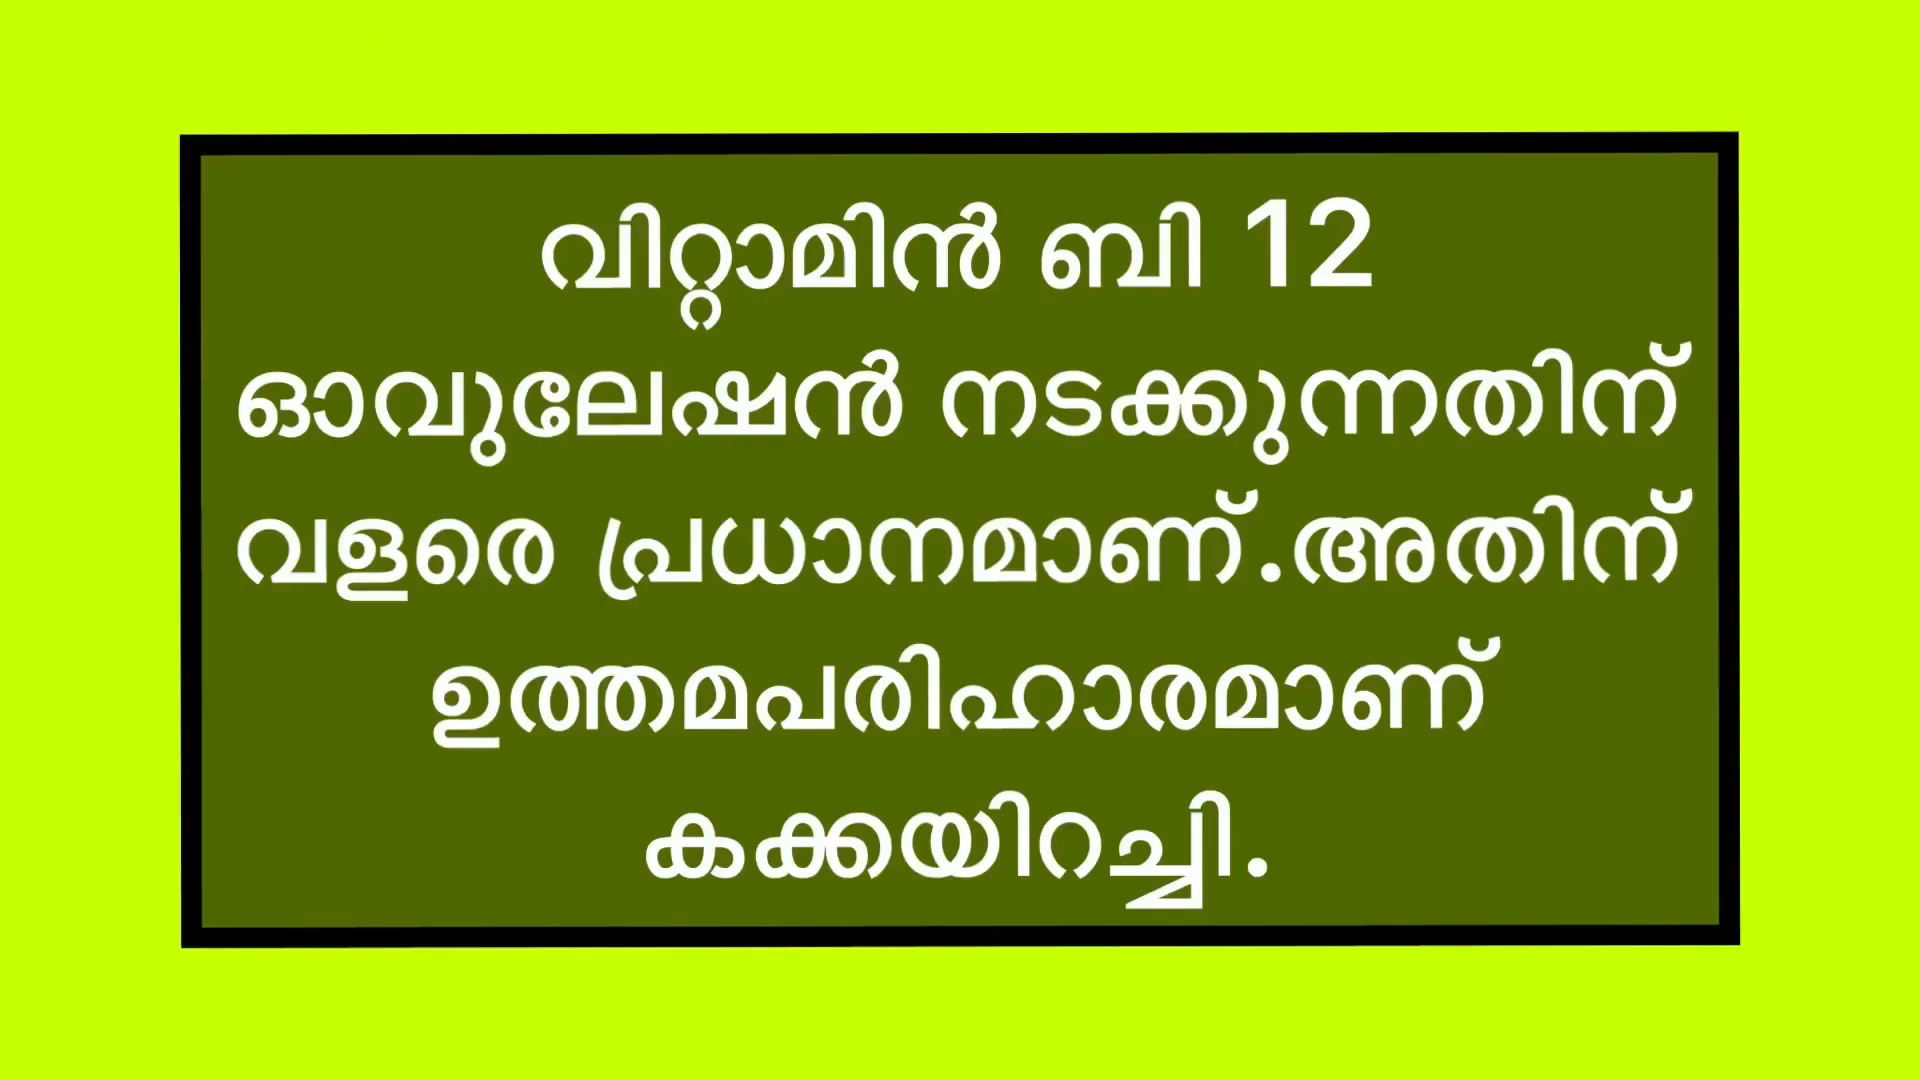 വിറ്റാമിൻ ബി 12
ഓവുലേഷൻ നടക്കുന്നതിന്
വളരെ പ്രധാനമാണ്.അതിന്
ഉത്തമപരിഹാരമാണ്
കക്കയിറച്ചി.